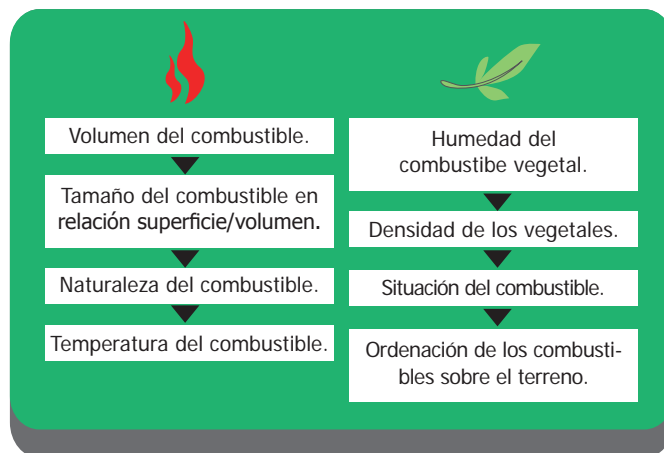 Volumen del combustible.
Tamaño del combustible en
relación superficie/volumen.
Naturaleza del combustible.
Temperatura del combustible.
Humedad del
combustibe vegetal.
Densidad de los vegetales.
Situación del combustible.
Ordenación de los combusti-
bles sobre el terreno.